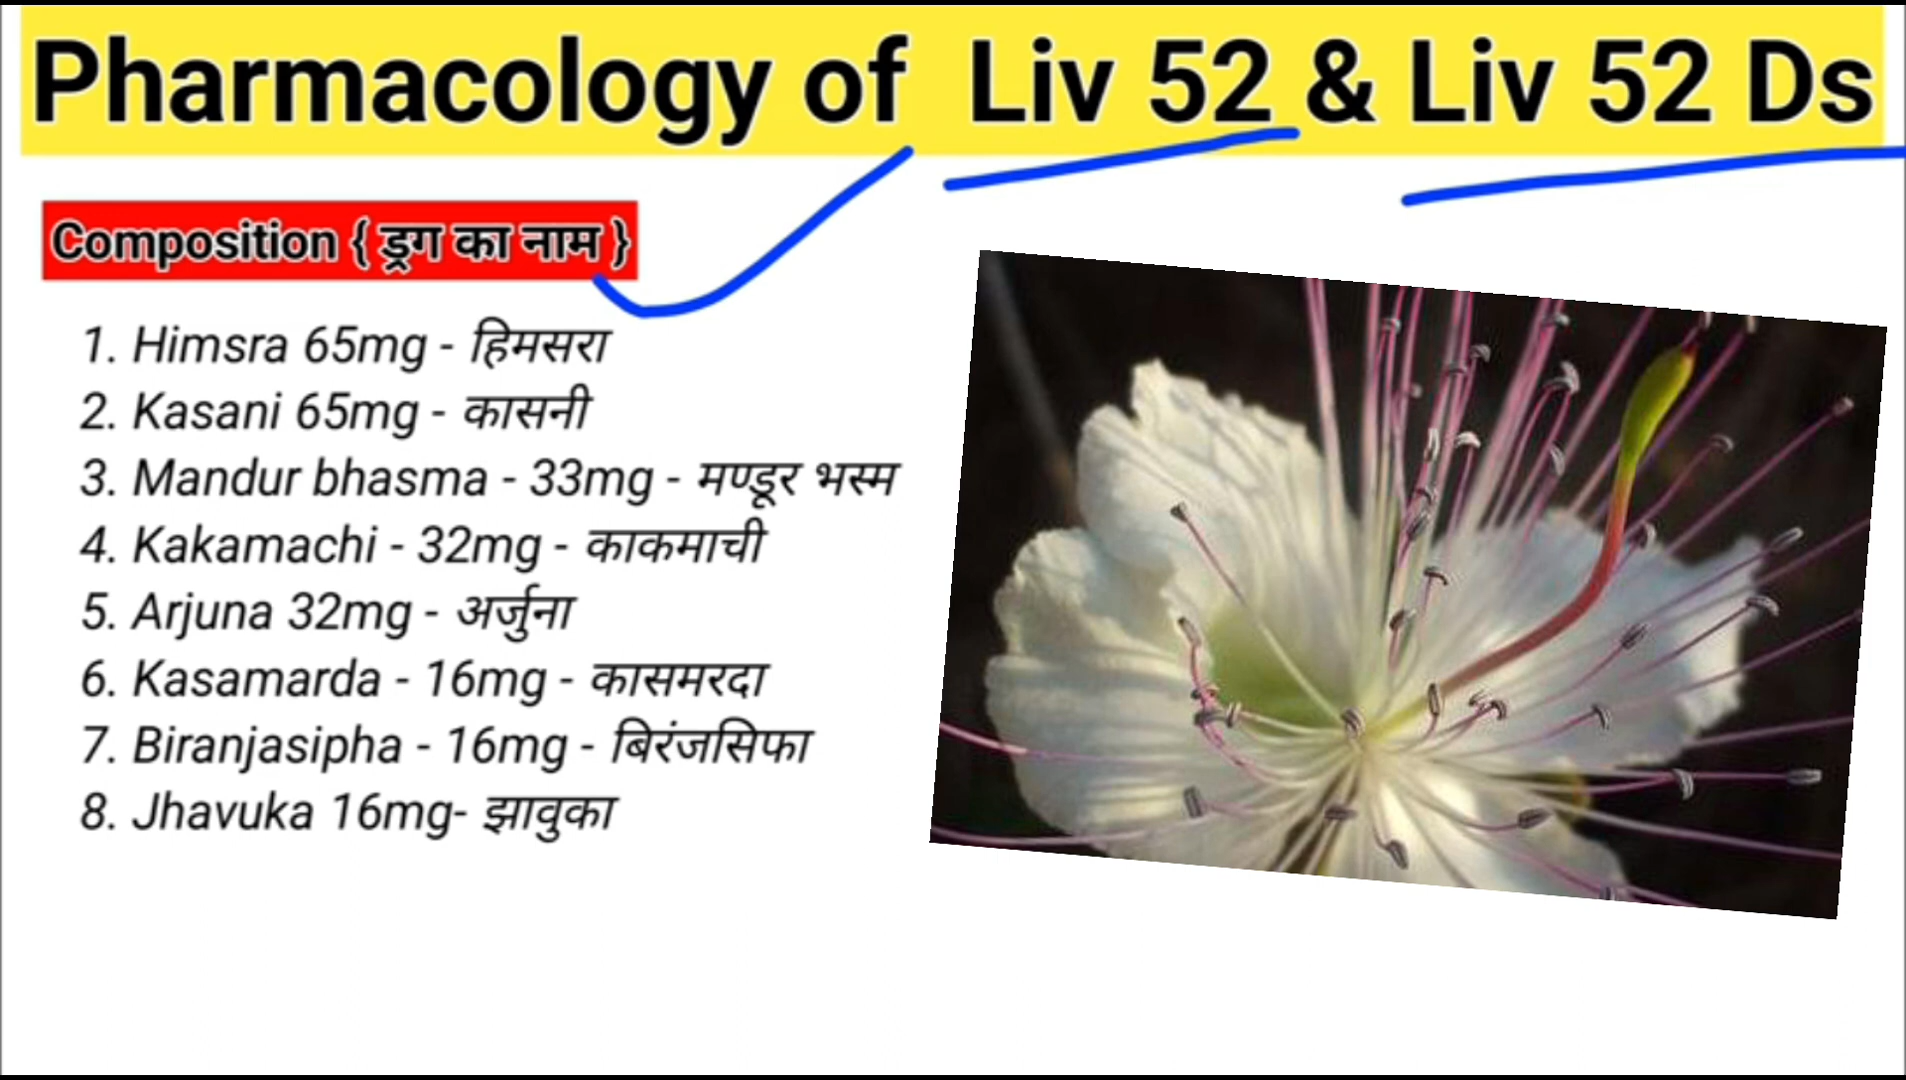 Pharmacology of Liv 52 & Liv 52 Ds
Composition { ड्रग का नाम }
1. Himsra 65mg - हिमसरा
2. Kasani 65mg - कासनी
3. Mandur bhasma - 33mg - मण्डूर भस्म
4. Kakamachi - 32mg - काकमाची
5. Arjuna 32mg - अर्जुना
6. Kasamarda - 16mg - कासमरदा
7. Biranjasipha - 16mg - बिरंजसिफा
8. Jhavuka 16mg- झावुका